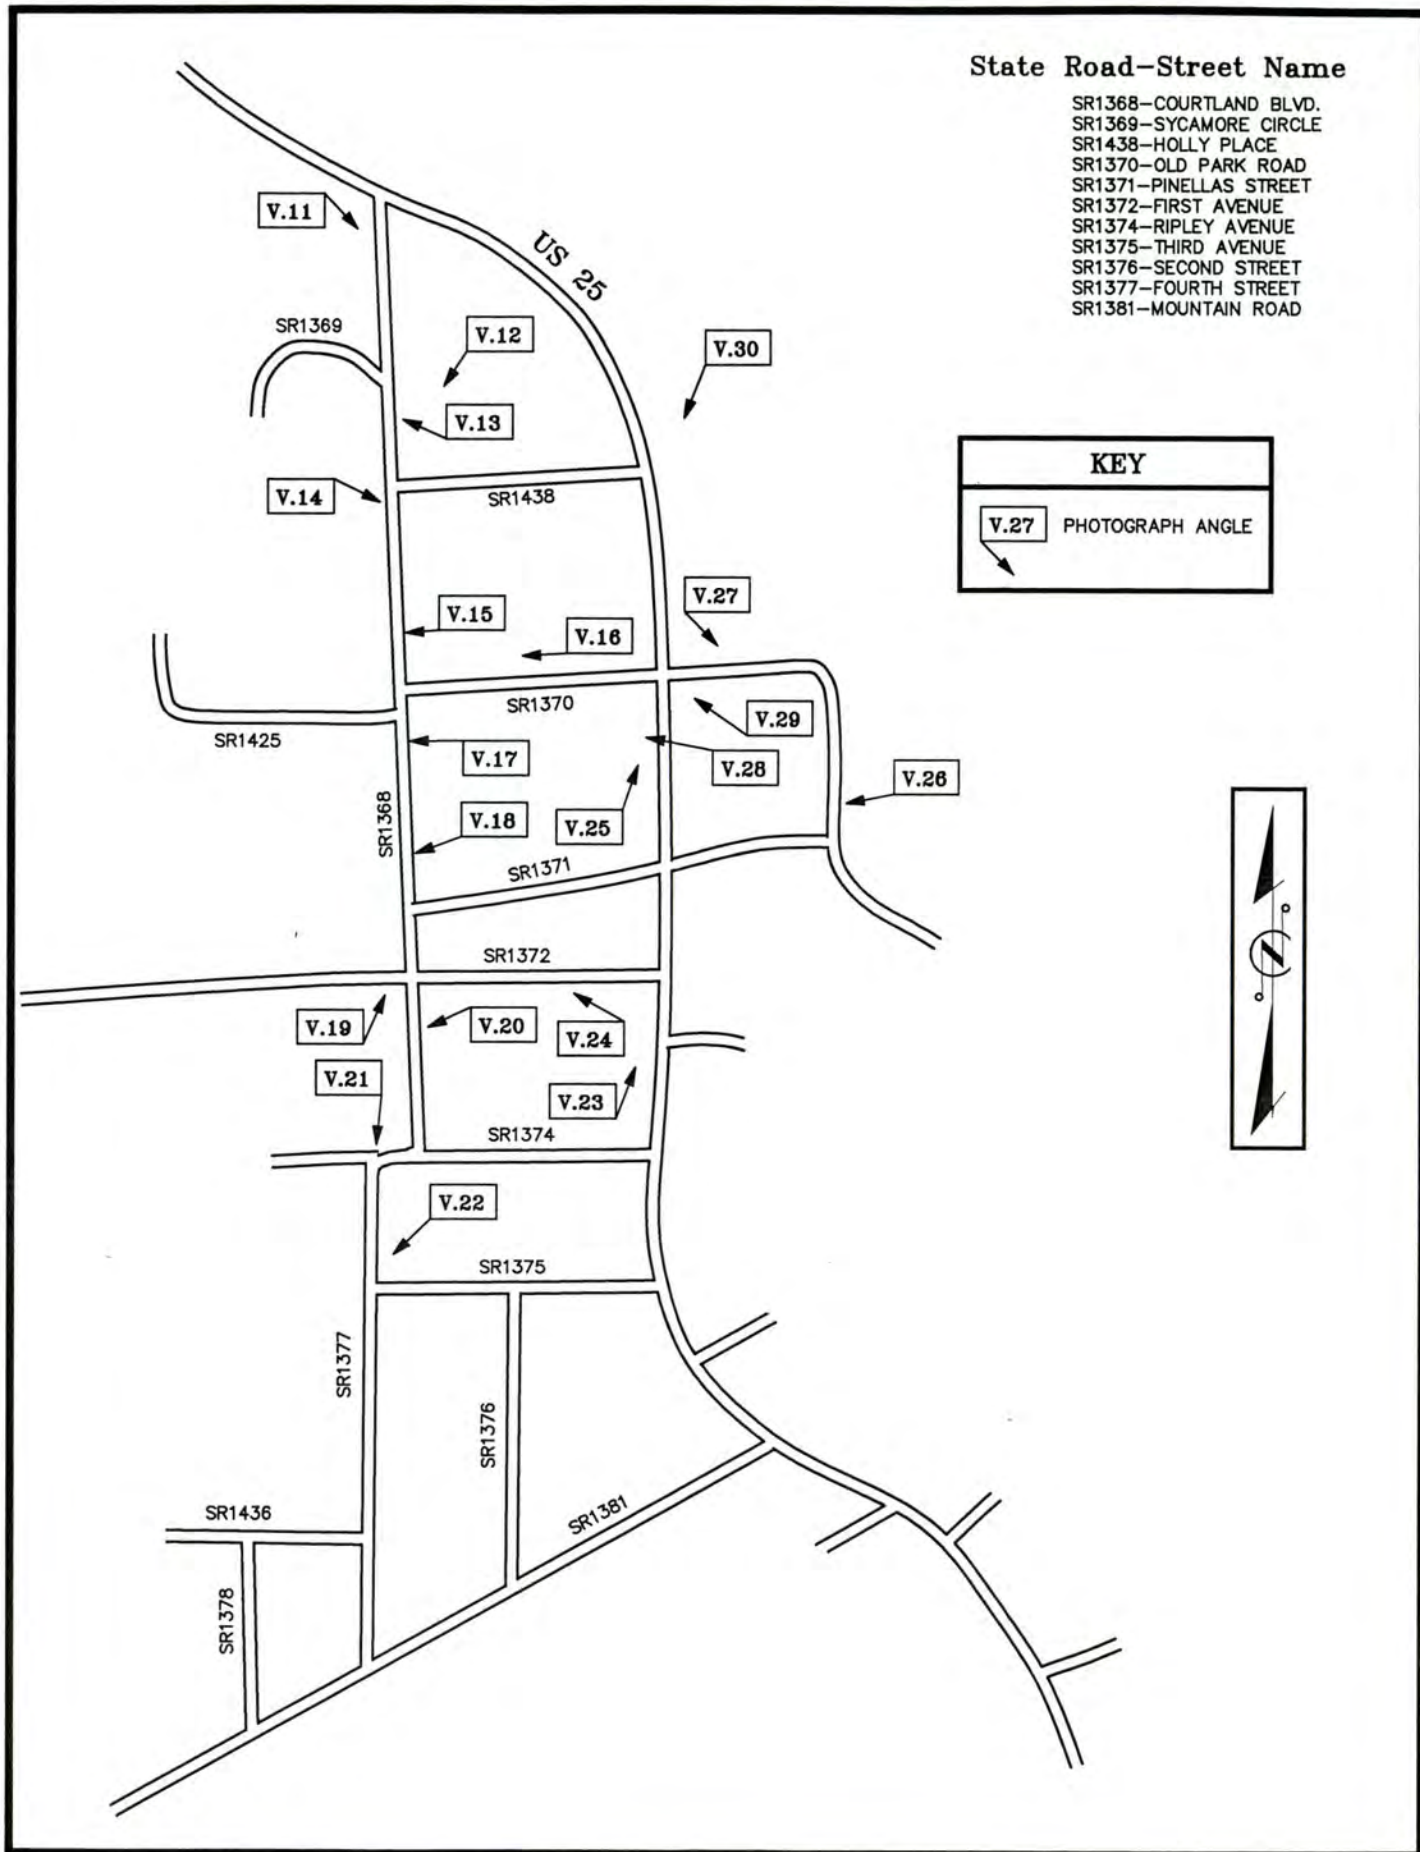 State Road-Street Name
SR1368-COURTLAND BLVD.
SR1369-SYCAMORE CIRCLE
SR1438-HOLLY PLACE
SR1370-OLD PARK ROAD
SR1371-PINELLAS STREET
SR1372-FIRST AVENUE
SR1374-RIPLEY AVENUE
SR1375-THIRD AVENUE
SR1376-SECOND STREET
SR1377-FOURTH STREET
SR1381-MOUNTAIN ROAD
V.11
US 25
SR1369
V.12
V.30
V.13
KEY
V.14
SR1438
V.27 PHOTOGRAPH ANGLE
V.27
V.15
V.16
SR1370
V.29
SR1425
V.17
V.28
V.26
SR1368
V.18
V.25
SR1371
SR1372
V.19
V.20
V.24
V.21
V.23
SR1374
V.22
SR1375
SR1377
SR1376
SR1436
SR1381
SR1378